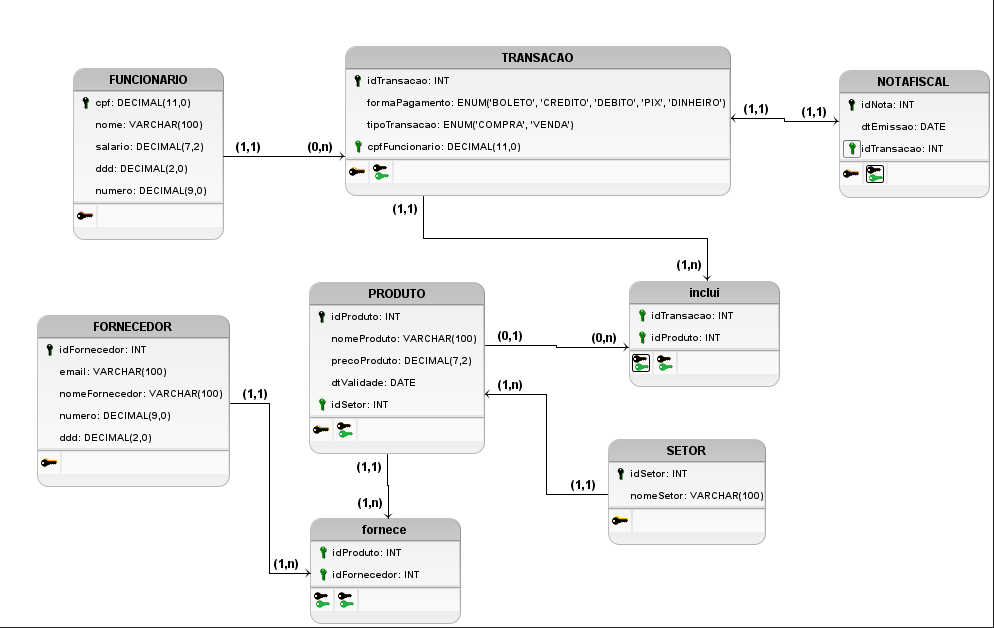 TRANSACAO
idTransacao: INT
formaPagamento: ENUM('BOLETO', 'CREDITO', 'DEBITO', 'PIX', 'DINHEIRO')
tipoTransacao: ENUM('COMPRA', 'VENDA')
cpfFuncionario: DECIMAL(11,0)
FUNCIONARIO
cpf: DECIMAL(11,0)
nome: VARCHAR(100)
salario: DECIMAL(7,2)
ddd: DECIMAL(2,0)
numero: DECIMAL(9,0)
(1,1)
(0,n)
NOTAFISCAL
idNota: INT
dtEmissao: DATE
idTransacao: INT
(1,1)
(1,1)
(1,1)
(1,n)
PRODUTO
idProduto: INT
nomeProduto: VARCHAR(100)
precoProduto: DECIMAL(7,2)
dtValidade: DATE
idSetor: INT
(0,1)
(0,n)
inclui
idTransacao: INT
idProduto: INT
FORNECEDOR
idFornecedor: INT
email: VARCHAR(100)
nomeFornecedor: VARCHAR(100)
numero: DECIMAL(9,0)
ddd: DECIMAL(2,0)
(1,1)
(1,n)
(1,n)
(1,1)
SETOR
idSetor: INT
nomeSetor: VARCHAR(100)
(1,1)
(1,n)
fornece
idProduto: INT
idFornecedor: INT